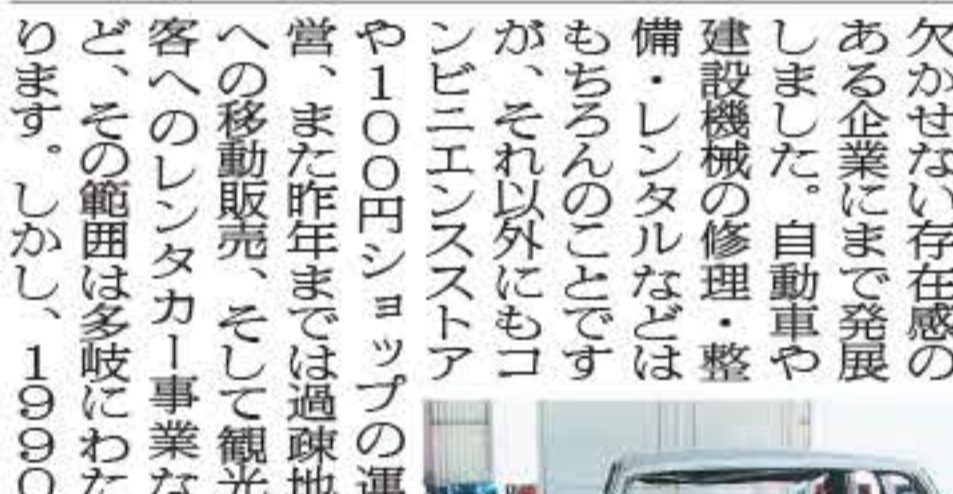 欠かせない存在感の
ある企業にまで発展
しました。自動車や
建設機械の修理・整
備・レンタルなどは
もちろんのことです
が、それ以外にもコ
ンビニエンスストア
や100円ショップの運
営、また昨年までは過疎地
への移動販売、そして観光
客へのレンタカー事業な
ど、その範囲は多岐にわた
ります。しかし、1990